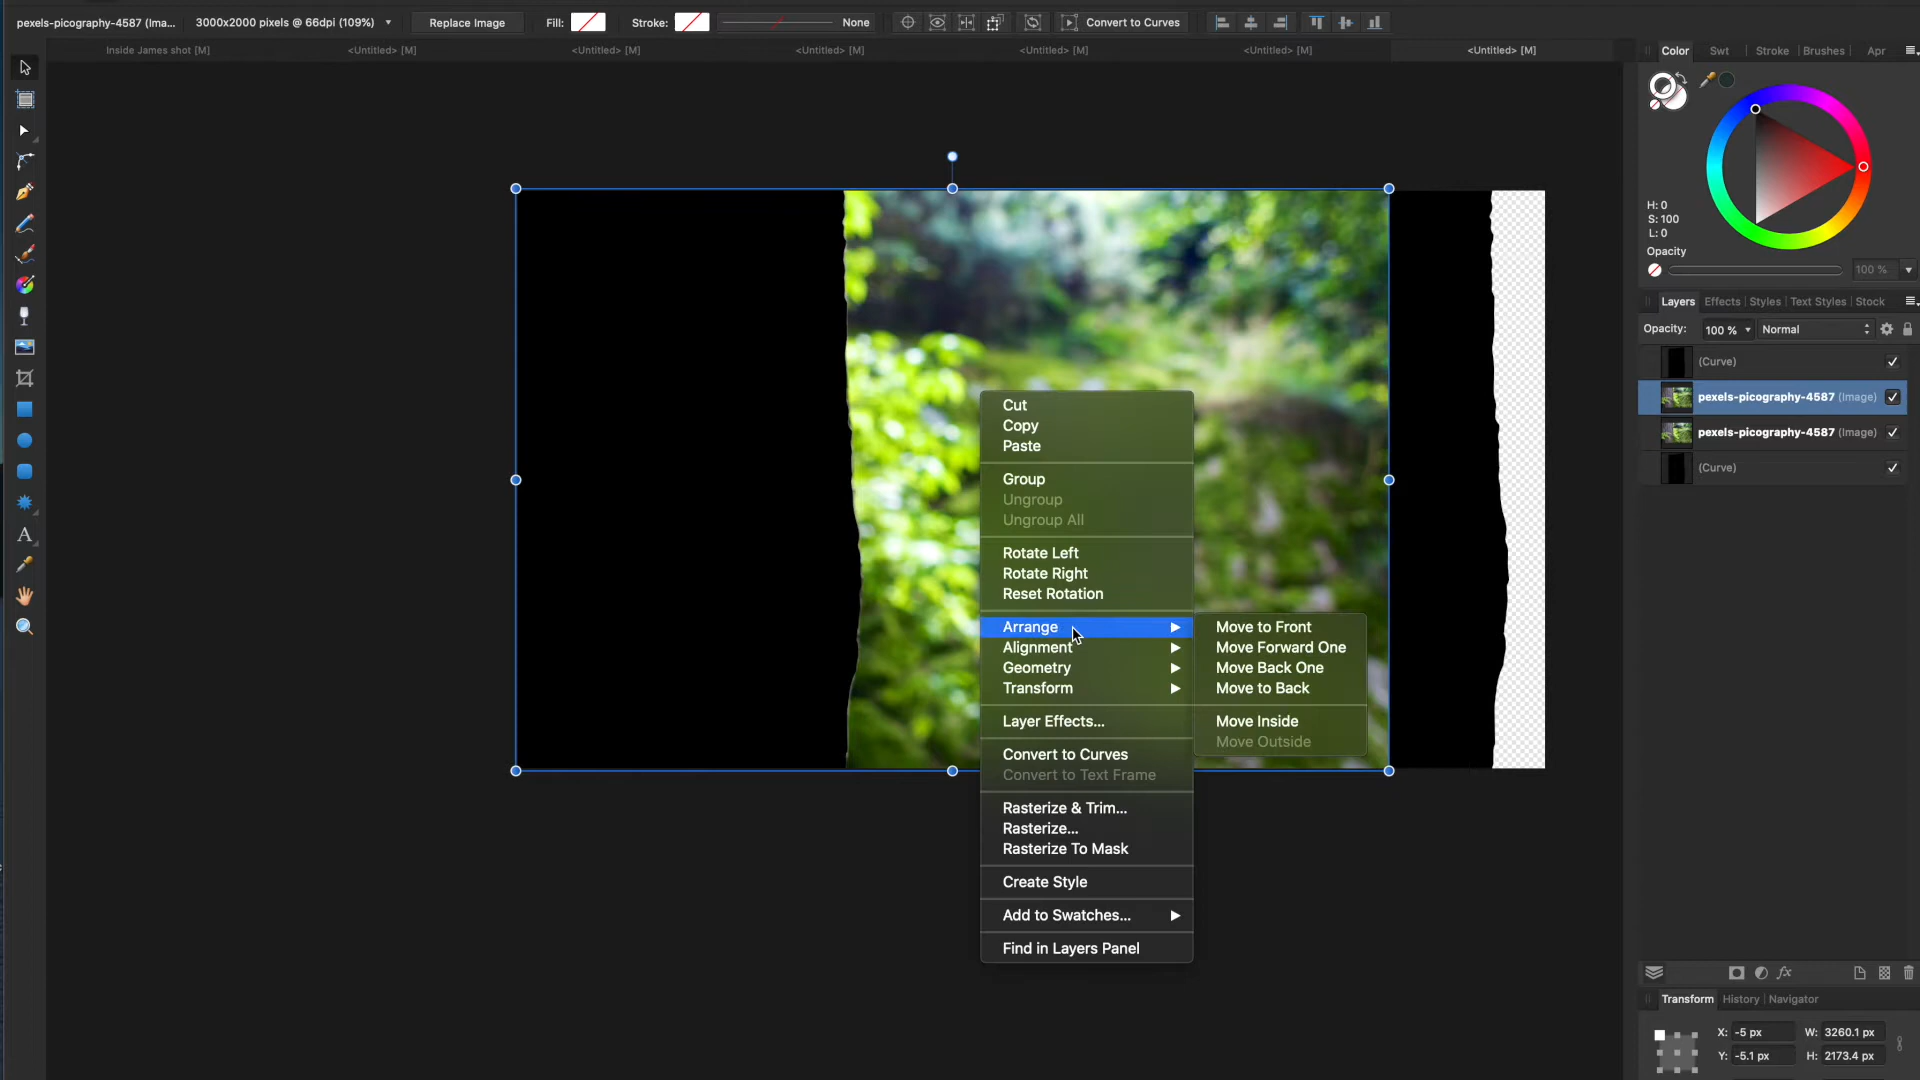 pexels-picography-4587 (Ima... 3000x2000 pixels @ 66dpi (109%) Replace Image Fill: Stroke: None Convert to Curves
Inside James shot [M] <Untitled> [M] <Untitled> [M] <Untitled> [M] <Untitled> [M] <Untitled> [M] <Untitled> [M]
Color Swt Stroke Brushes Apr
H: 0
S: 100
L: 0
Opacity
100 %
Layers Effects Styles Text Styles Stock
Opacity: 100 % Normal
(Curve)
pexels-picography-4587 (Image)
pexels-picography-4587 (Image)
(Curve)
Cut
Copy
Paste
Group
Ungroup
Ungroup All
Rotate Left
Rotate Right
Reset Rotation
Arrange
Alignment
Geometry
Transform
Layer Effects...
Convert to Curves
Convert to Text Frame
Rasterize & Trim...
Rasterize...
Rasterize To Mask
Create Style
Add to Swatches...
Find in Layers Panel
Move to Front
Move Forward One
Move Back One
Move to Back
Move Inside
Move Outside
fx
Transform History Navigator
X: -5 px W: 3260.1 px
Y: -5.1 px H: 2173.4 px
A